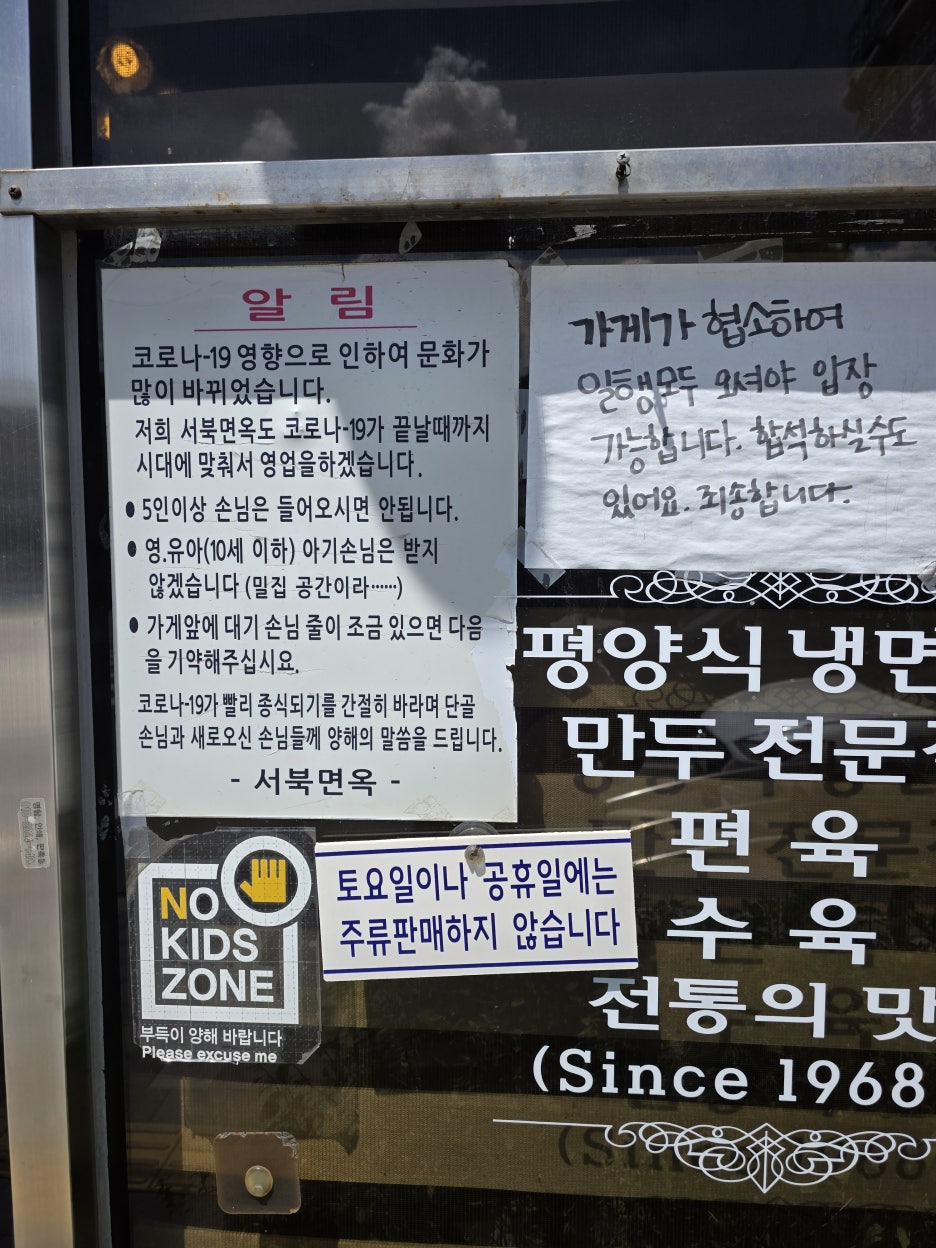 알 림
코로나-19 영향으로 인하여 문화가
많이 바뀌었습니다.
저희 서북면옥도 코로나-19가 끝날때까지
시대에 맞춰서 영업을하겠습니다.
• 5인이상 손님은 들어오시면 안됩니다.
• 영.유아(10세 이하) 아기손님은 받지
않겠습니다 (밀집 공간이라······)
• 가게앞에 대기 손님 줄이 조금 있으면 다음
을 기약해주십시요.
코로나-19가 빨리 종식되기를 간절히 바라며 단골
손님과 새로오신 손님들께 양해의 말씀을 드립니다.
- 서북면옥 -
가게가 협소하여
일행모두 오셔야 입장
가능합니다. 합석하실수도
있어요. 죄송합니다.
평양식 냉면
만두 전문
편 육
수 육
전통의 맛
(Since 1968
토요일이나 공휴일에는
주류판매하지 않습니다
NO
KIDS
ZONE
부득이 양해 바랍니다
Please excuse me